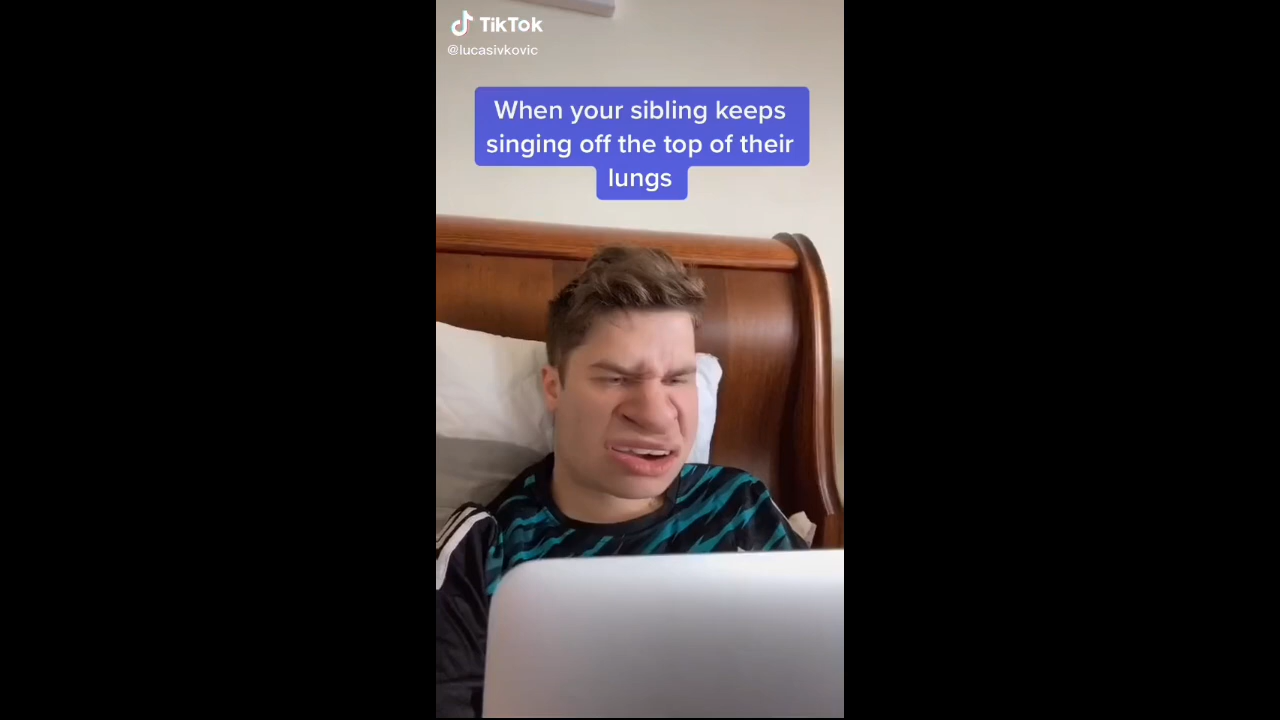 TikTok
@lucasivkovic
When your sibling keeps
singing off the top of their
lungs